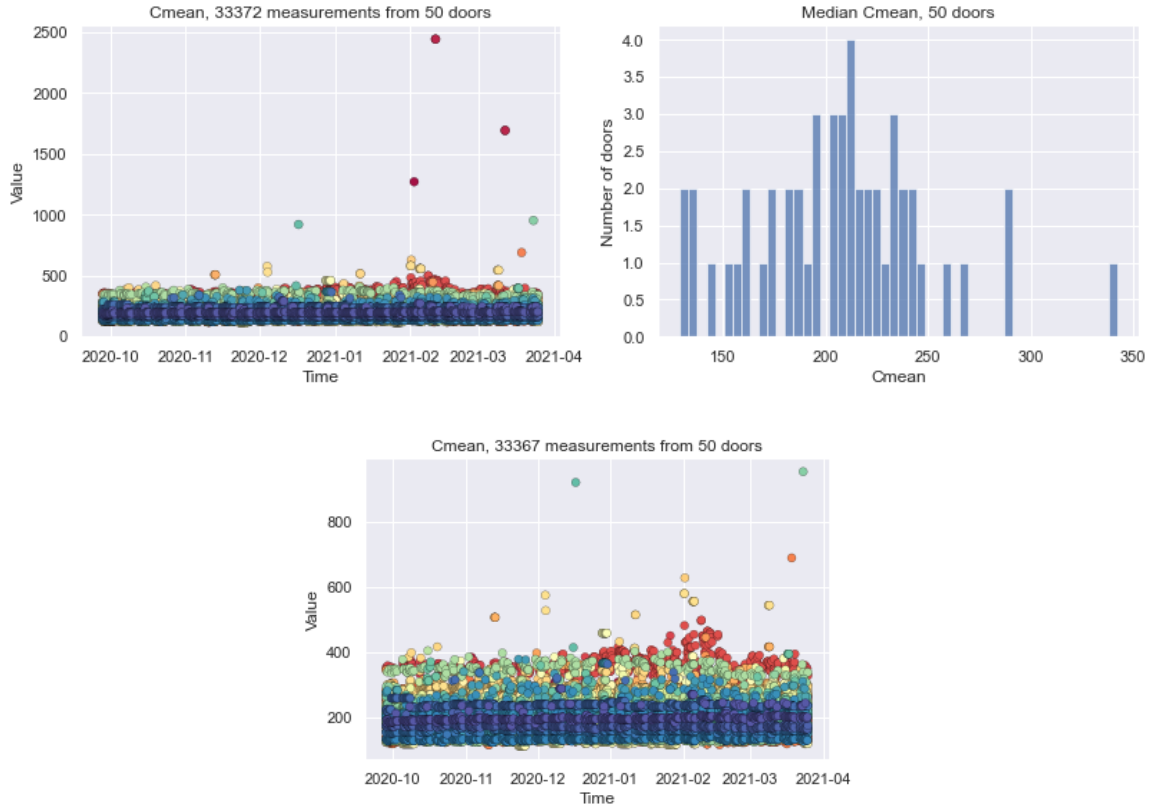 Cmean, 33372 measurements from 50 doors
2500
2000
1500
1000
500
0
Value
2020-10 2020-11 2020-12 2021-01 2021-02 2021-03 2021-04
Time
Median Cmean, 50 doors
4.0
3.5
3.0
2.5
2.0
1.5
1.0
0.5
0.0
Number of doors
150 200 250 300 350
Cmean
Cmean, 33367 measurements from 50 doors
800
600
400
200
Value
2020-10 2020-11 2020-12 2021-01 2021-02 2021-03 2021-04
Time